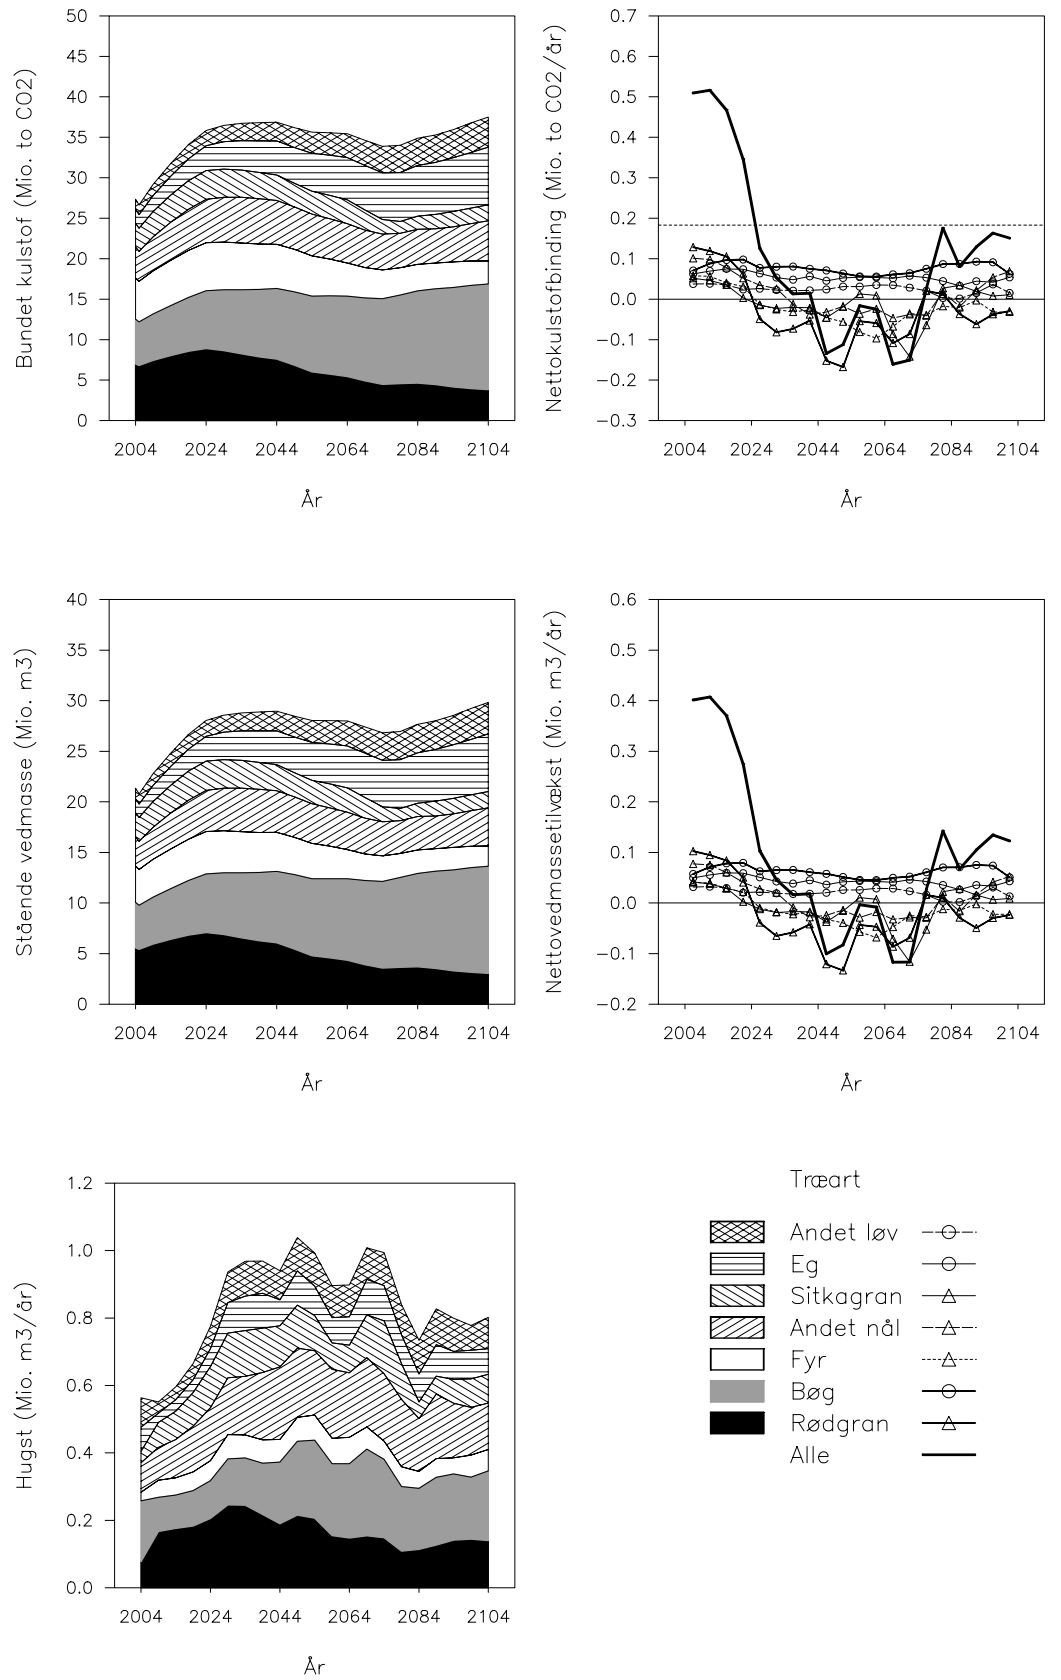 50
45
40
35
30
25
20
15
10
5
0
Bundet kulstof (Mio. to CO2)
2004 2024 2044 2064 2084 2104
År
0.7
0.6
0.5
0.4
0.3
0.2
0.1
0.0
−0.1
−0.2
−0.3
Nettokulstofbinding (Mio. to CO2/år)
2004 2024 2044 2064 2084 2104
År
40
35
30
25
20
15
10
5
0
Stående vedmasse (Mio. m3)
2004 2024 2044 2064 2084 2104
År
0.6
0.5
0.4
0.3
0.2
0.1
0.0
−0.1
−0.2
Nettovedmassetilvækst (Mio. m3/år)
2004 2024 2044 2064 2084 2104
År
1.2
1.0
0.8
0.6
0.4
0.2
0.0
Hugst (Mio. m3/år)
2004 2024 2044 2064 2084 2104
År
Træart
Andet løv
Eg
Sitkagran
Andet nål
Fyr
Bøg
Rødgran
Alle